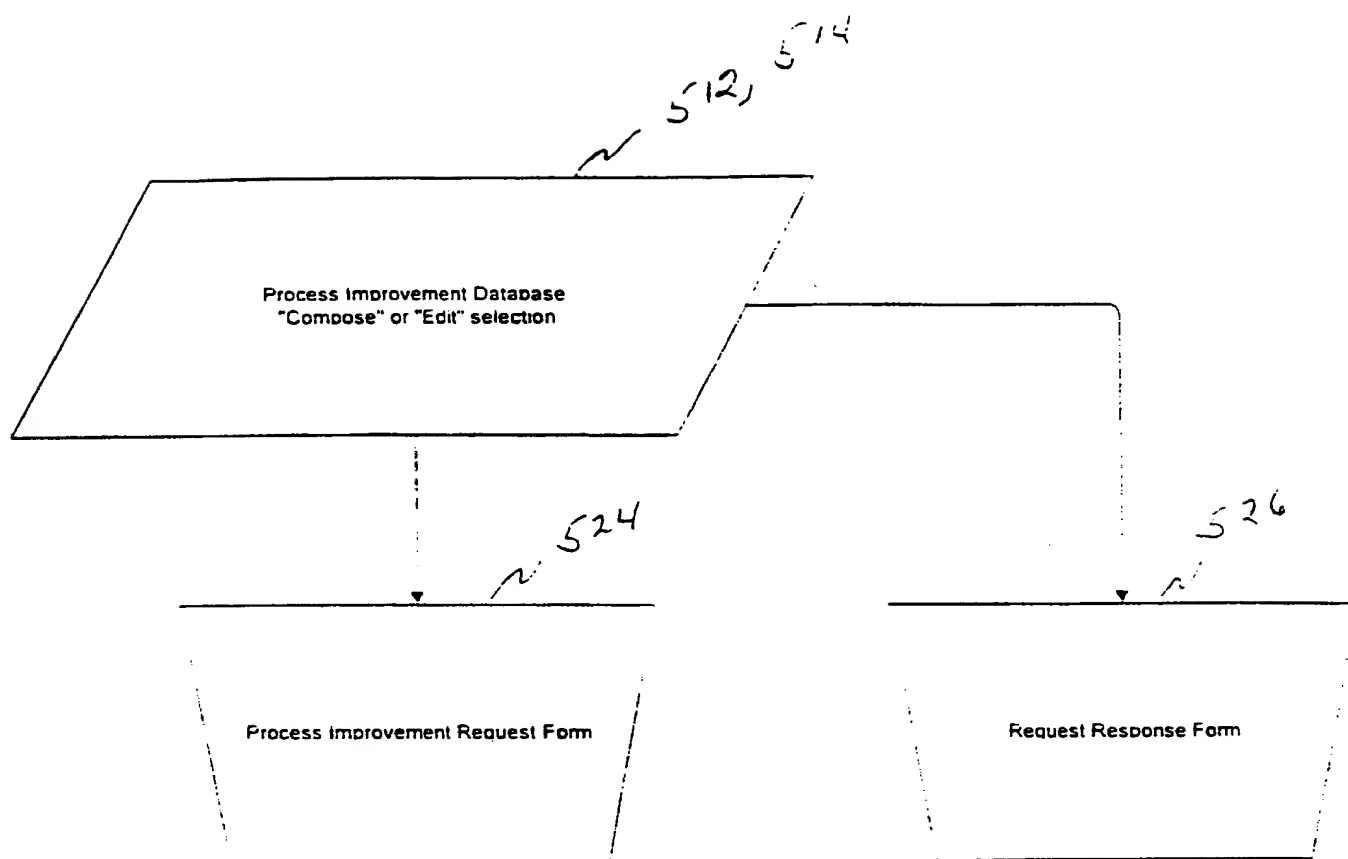 512, 514
Process Improvement Database
"Compose" or "Edit" selection
524
526
Process Improvement Request Form
Request Response Form